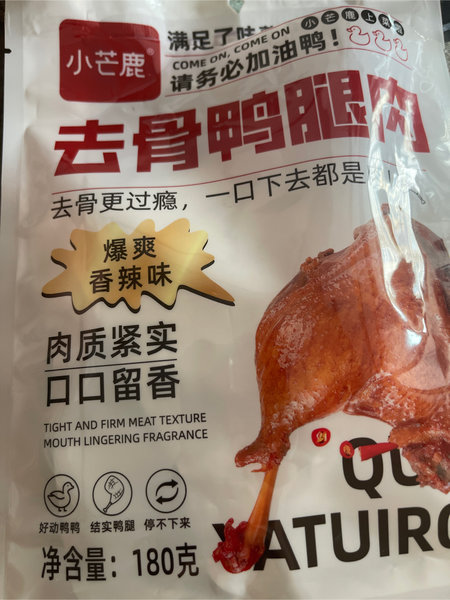 小芒鹿®
满足了味
COME ON, COME ON
小芒鹿上菜
请务必加油鸭！
去骨鸭腿肉
去骨更过瘾，一口下去都是
爆爽
香辣味
肉质紧实
口口留香
TIGHT AND FIRM MEAT TEXTURE
MOUTH LINGERING FRAGRANCE
好动鸭鸭
结实鸭腿
停不下来
净含量：180克
QU
YATUIRO